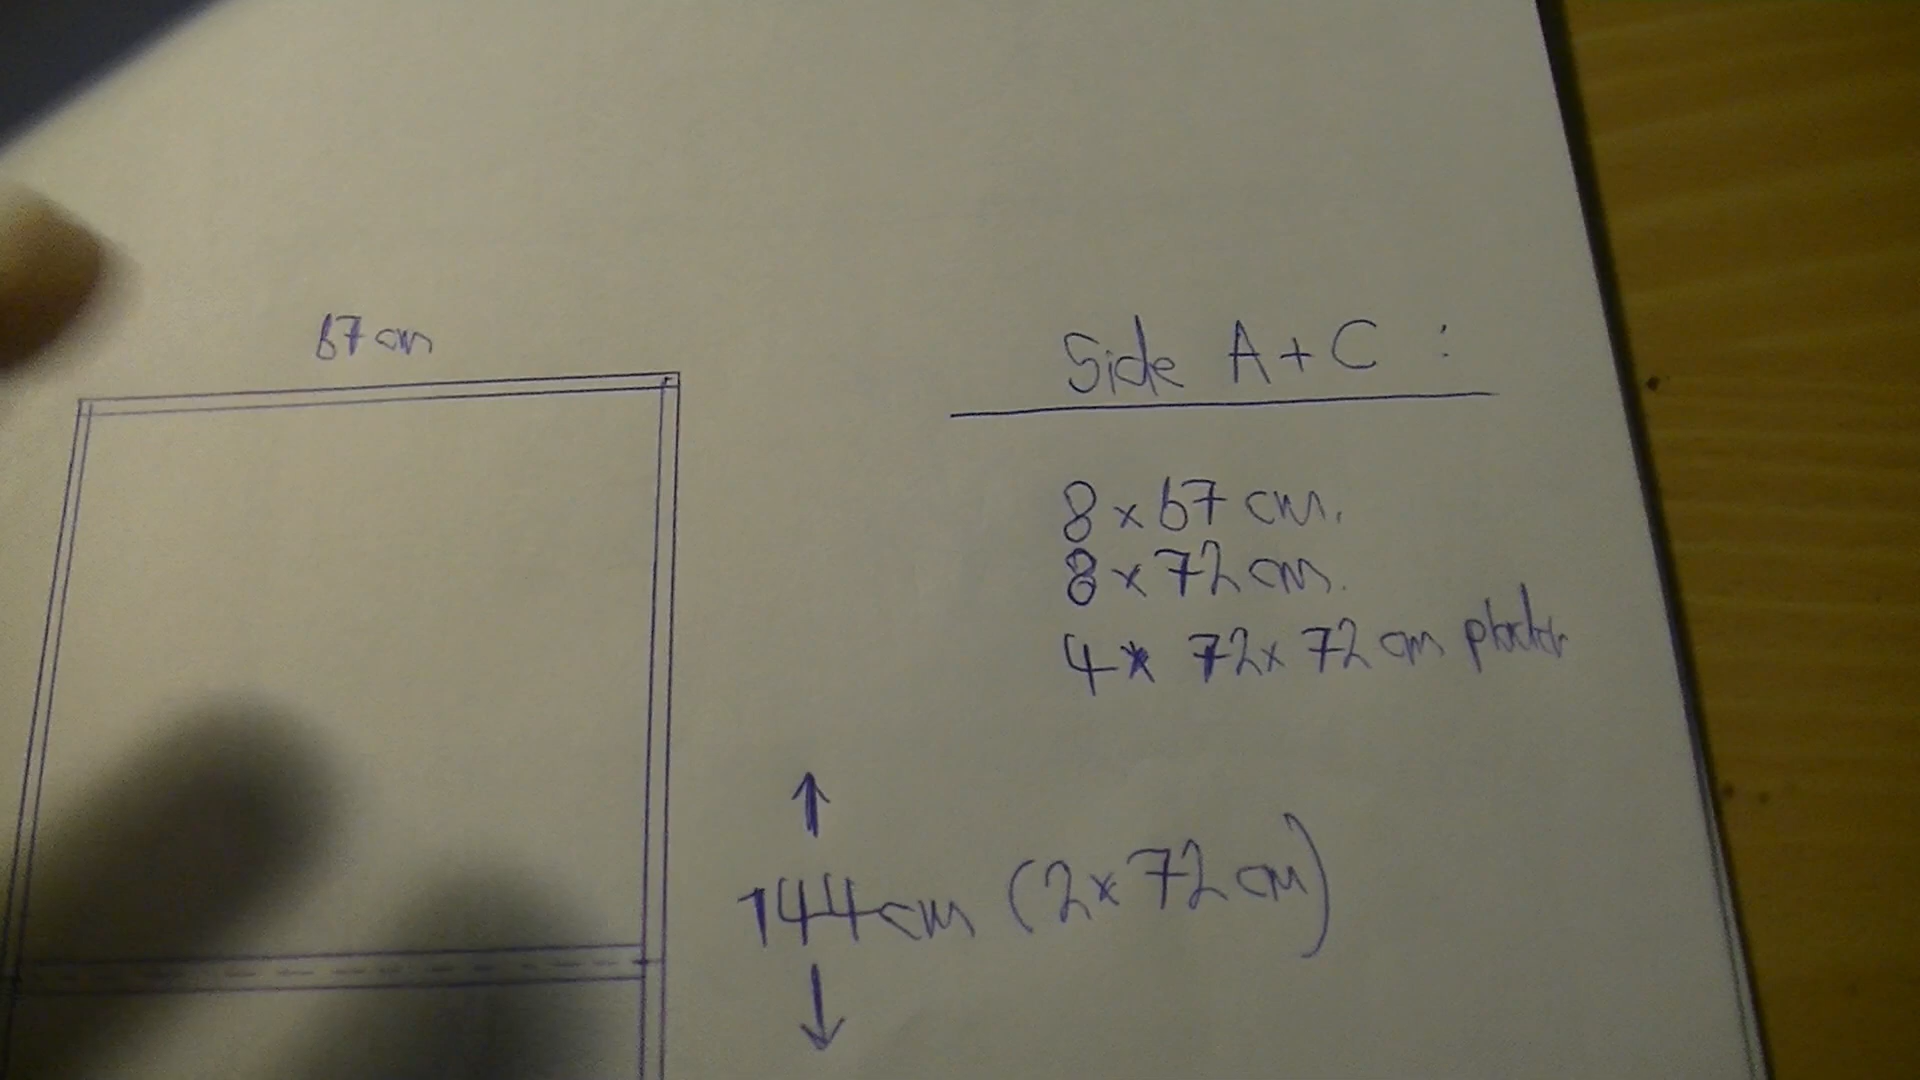 67 cm
Side A + C :
8 x 67 cm.
8 x 72 cm.
4 x 72 x 72 cm
144 cm (2 x 72 cm)